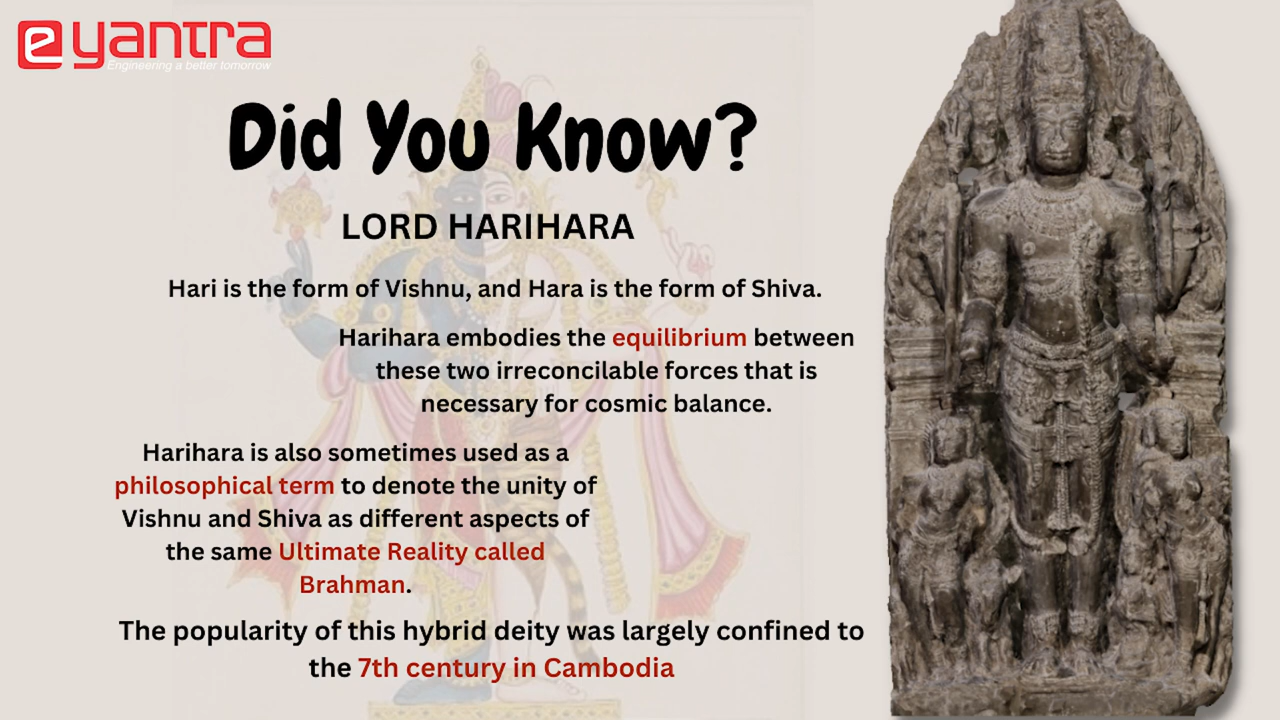 e yantra
Engineering a better tomorrow
Did You Know?
LORD HARIHARA
Hari is the form of Vishnu, and Hara is the form of Shiva.
Harihara embodies the equilibrium between
these two irreconcilable forces that is
necessary for cosmic balance.
Harihara is also sometimes used as a
philosophical term to denote the unity of
Vishnu and Shiva as different aspects of
the same Ultimate Reality called
Brahman.
The popularity of this hybrid deity was largely confined to
the 7th century in Cambodia